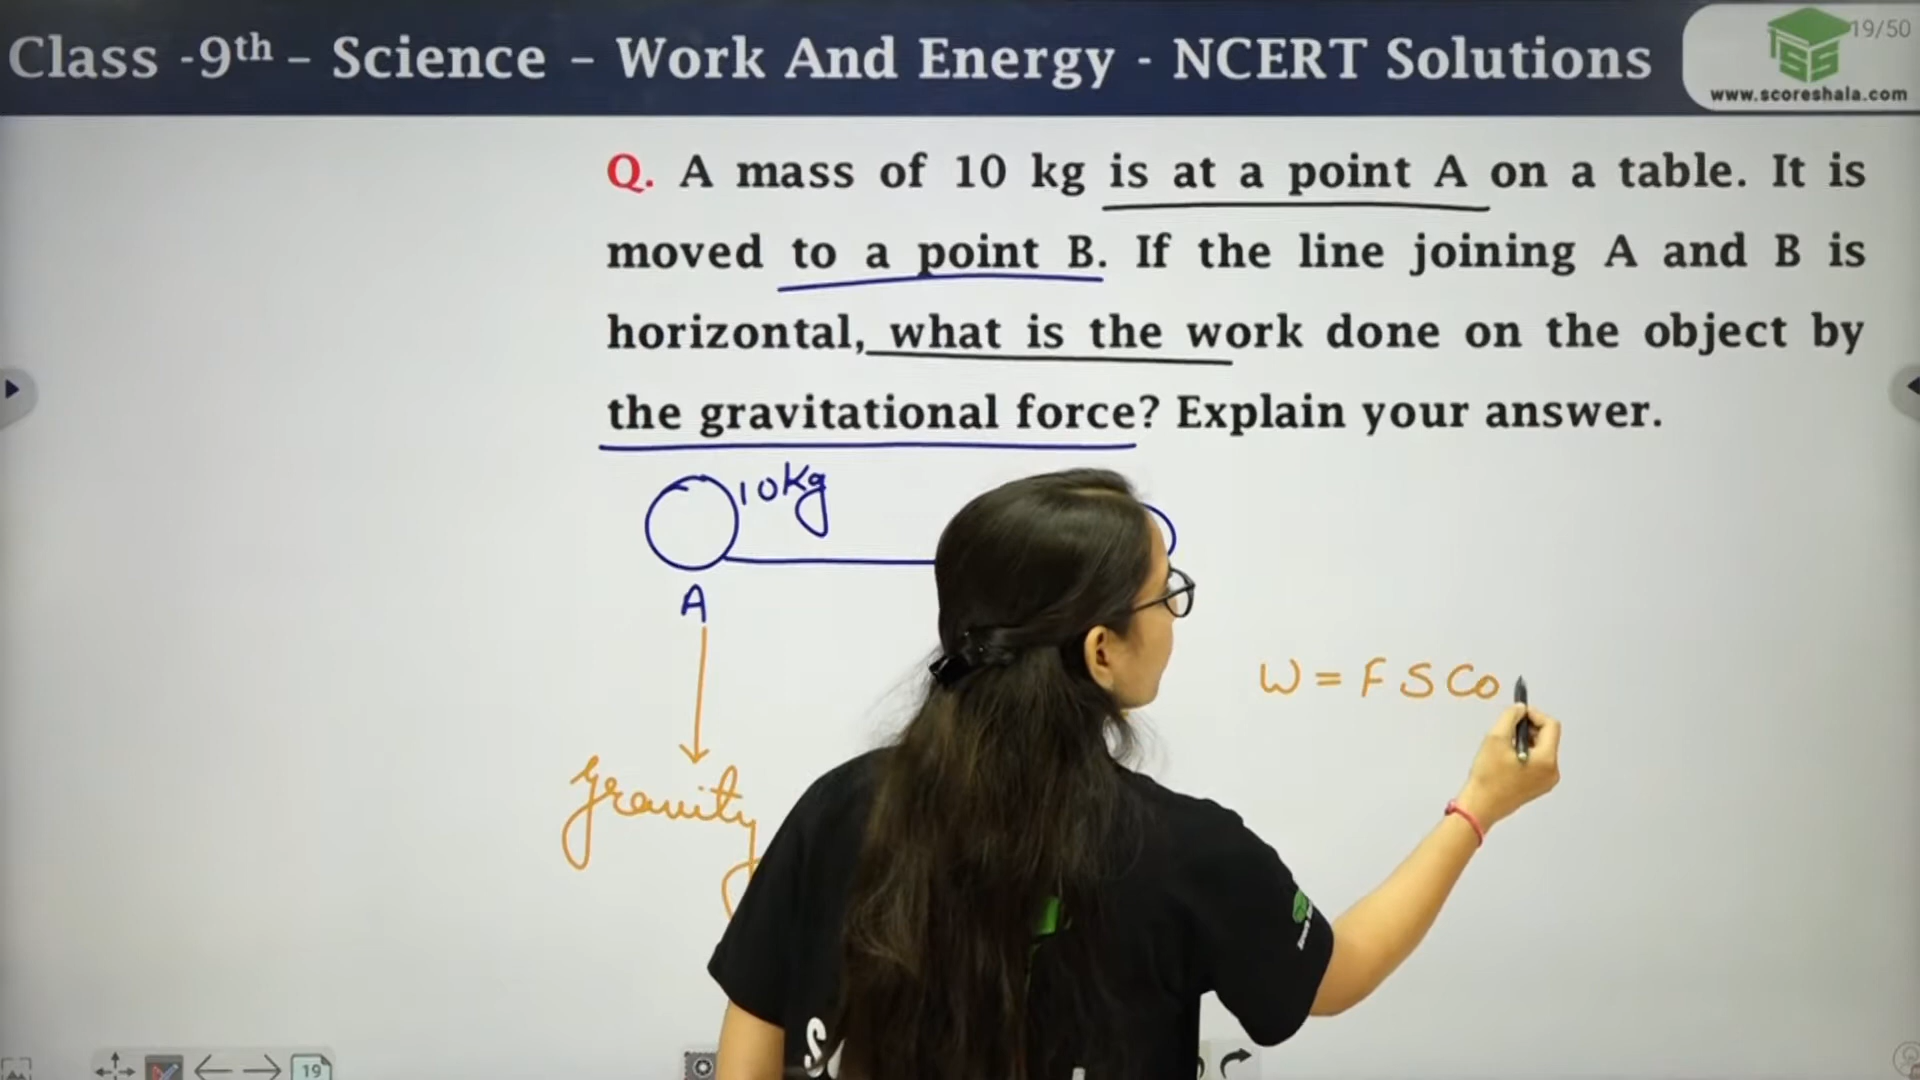 Class -9th – Science – Work And Energy - NCERT Solutions
19/50
www.scoreshala.com
Q. A mass of 10 kg is at a point A on a table. It is
moved to a point B. If the line joining A and B is
horizontal, what is the work done on the object by
the gravitational force? Explain your answer.
10kg
A
W = F S Co
gravity
19